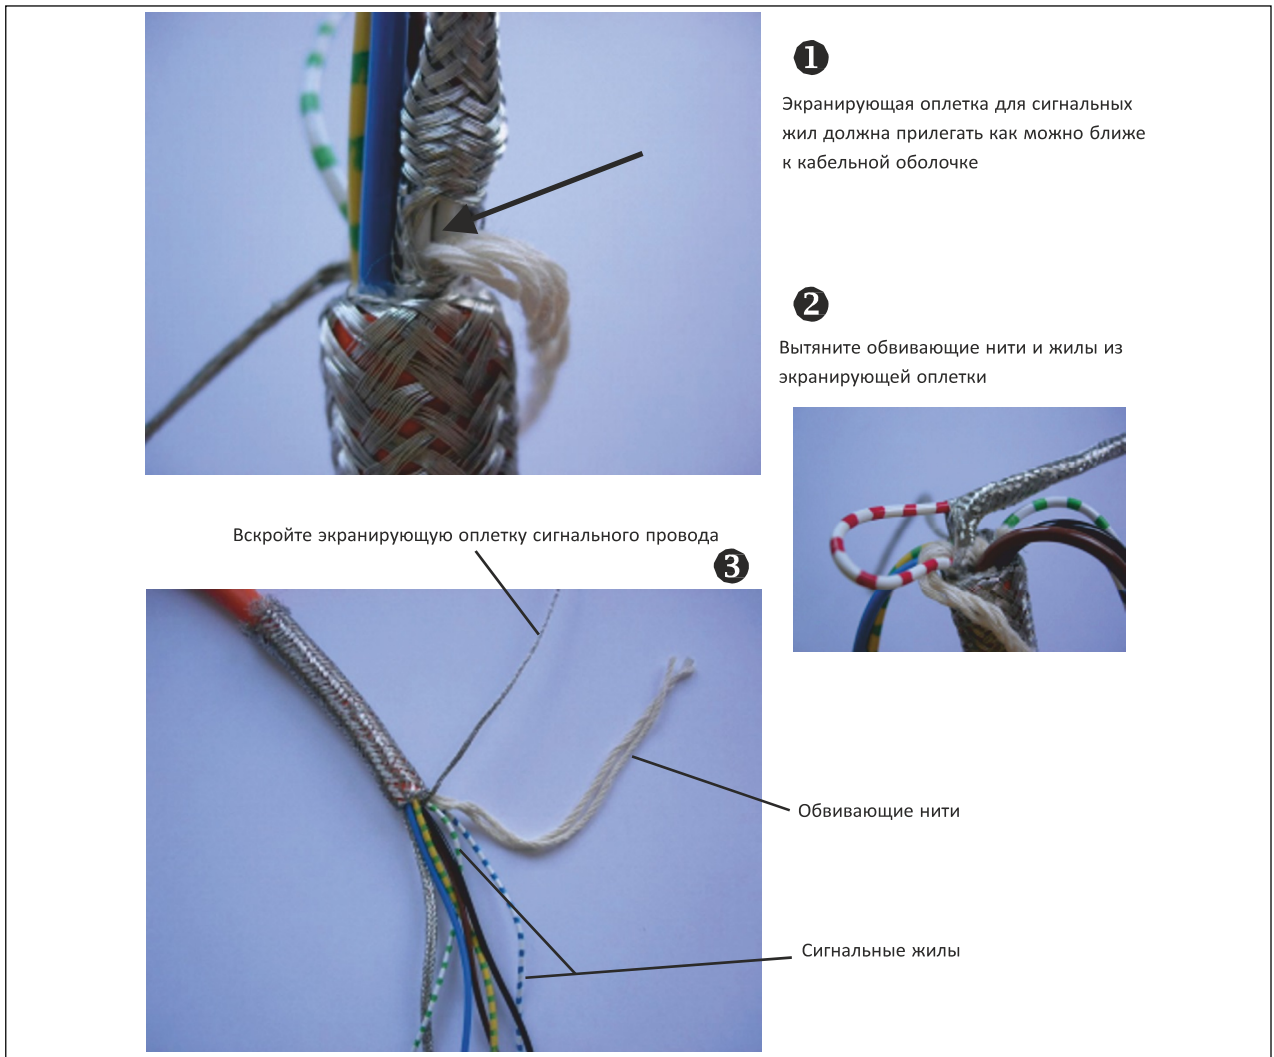 1
Экранирующая оплетка для сигнальных
жил должна прилегать как можно ближе
к кабельной оболочке
2
Вытяните обвивающие нити и жилы из
экранирующей оплетки
Вскройте экранирующую оплетку сигнального провода
3
Обвивающие нити
Сигнальные жилы